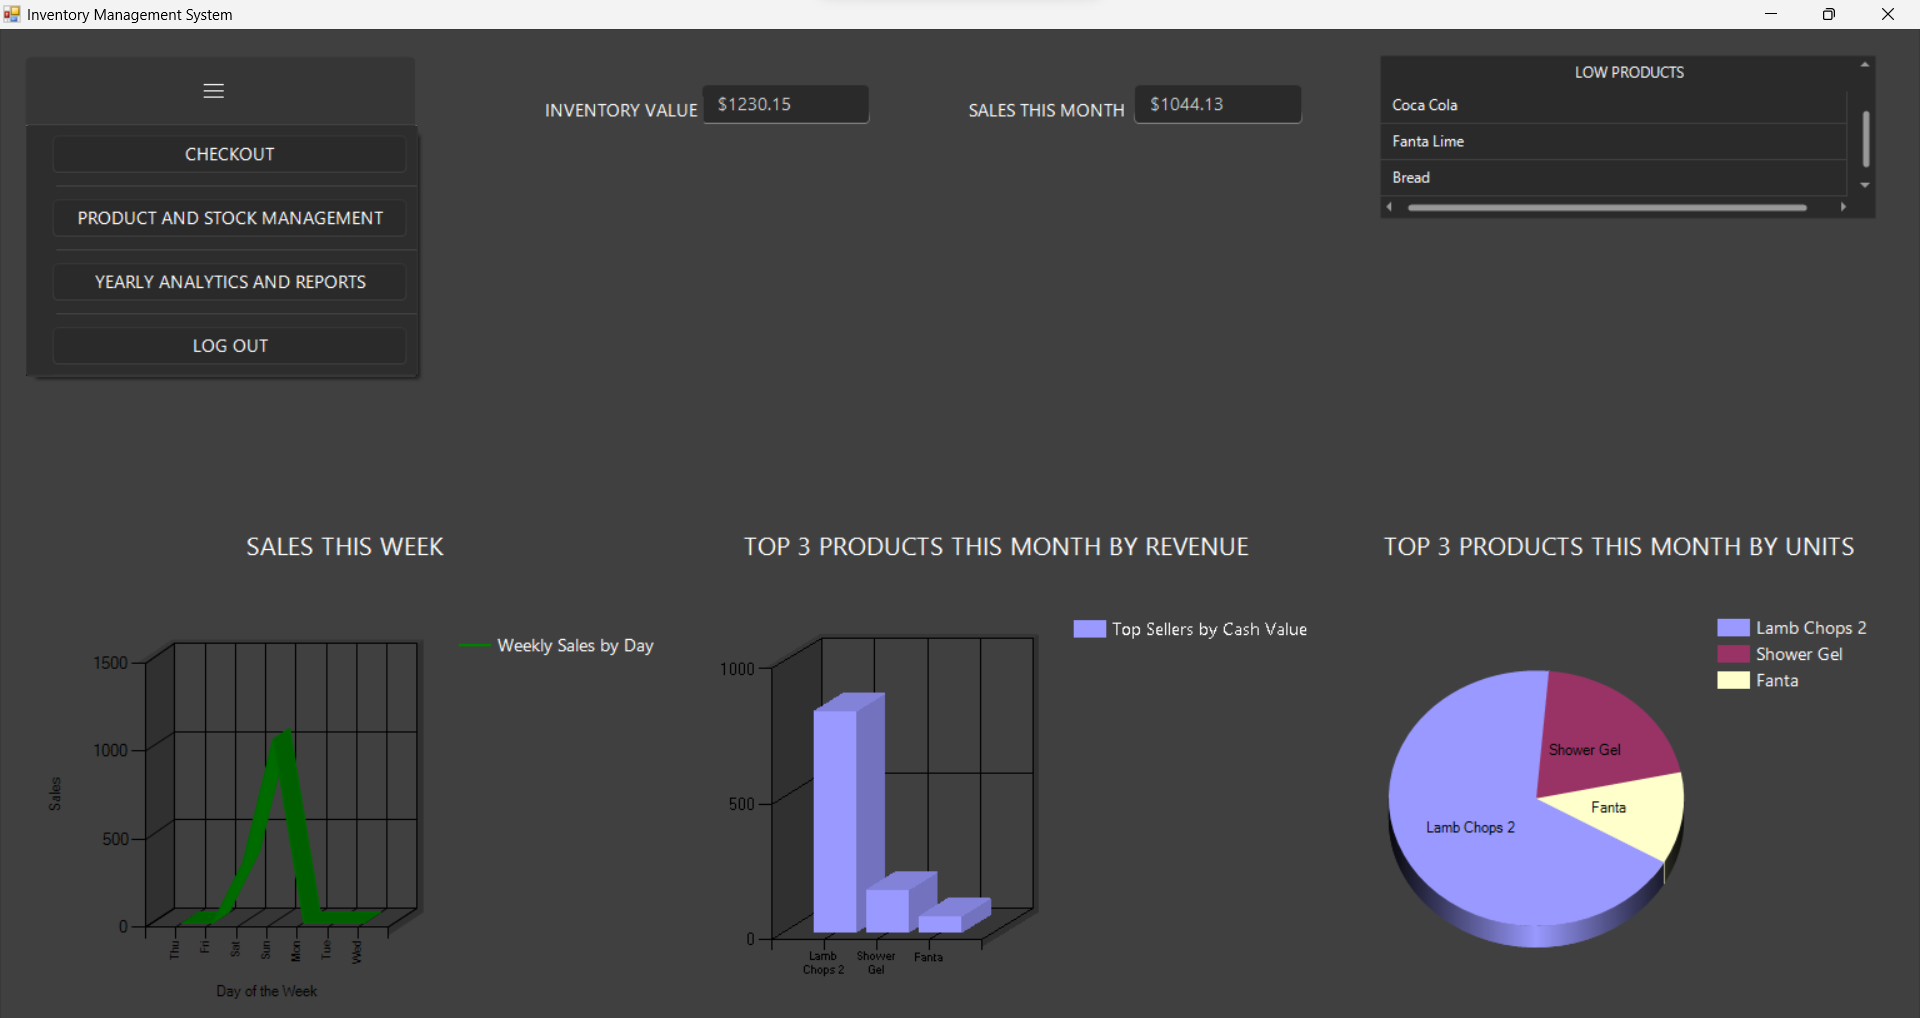 Inventory Management System
CHECKOUT
PRODUCT AND STOCK MANAGEMENT
YEARLY ANALYTICS AND REPORTS
LOG OUT
INVENTORY VALUE $1230.15
SALES THIS MONTH $1044.13
LOW PRODUCTS
Coca Cola
Fanta Lime
Bread
SALES THIS WEEK
Weekly Sales by Day
1500
1000
500
0
Sales
Thu Fri Sat Sun Mon Tue Wed
Day of the Week
TOP 3 PRODUCTS THIS MONTH BY REVENUE
Top Sellers by Cash Value
1000
500
0
Lamb Chops 2
Shower Gel
Fanta
TOP 3 PRODUCTS THIS MONTH BY UNITS
Lamb Chops 2
Shower Gel
Fanta
Shower Gel
Fanta
Lamb Chops 2